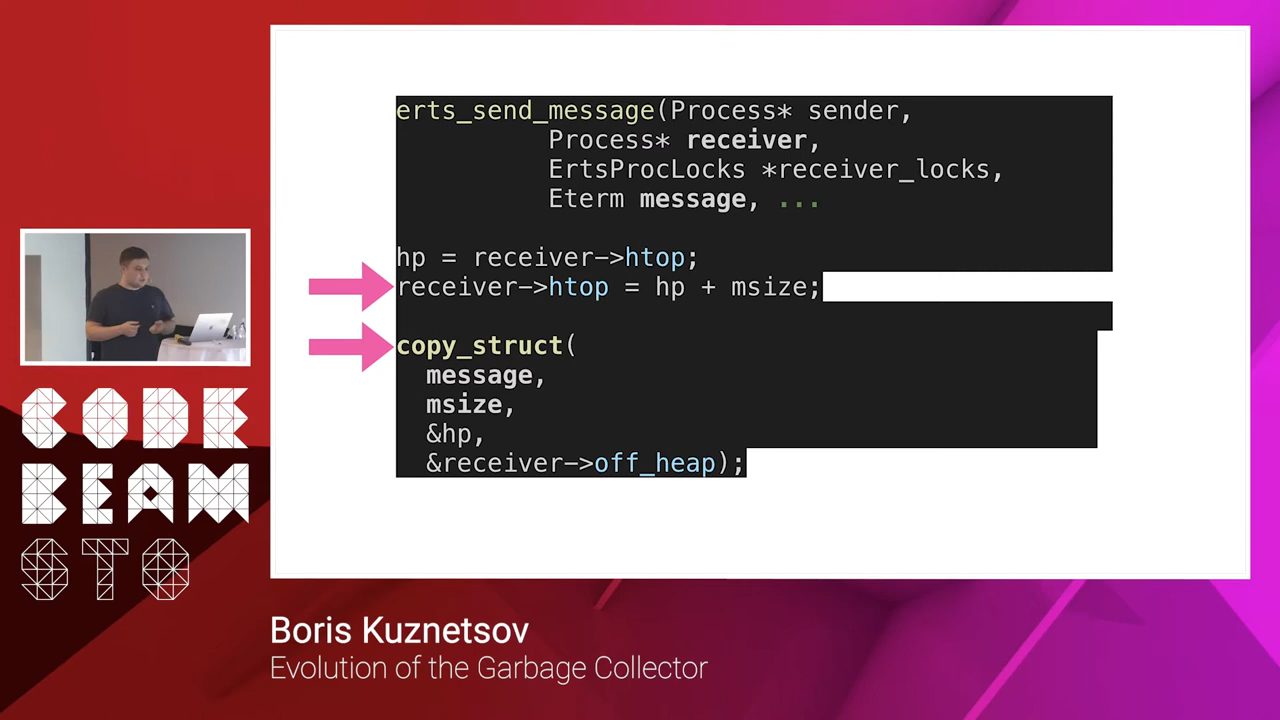 erts_send_message(Process* sender,
Process* receiver,
ErtsProcLocks *receiver_locks,
Eterm message, ...
hp = receiver->htop;
receiver->htop = hp + msize;
copy_struct(
message,
msize,
&hp,
&receiver->off_heap);
CODE
BEAM
STO
Boris Kuznetsov
Evolution of the Garbage Collector